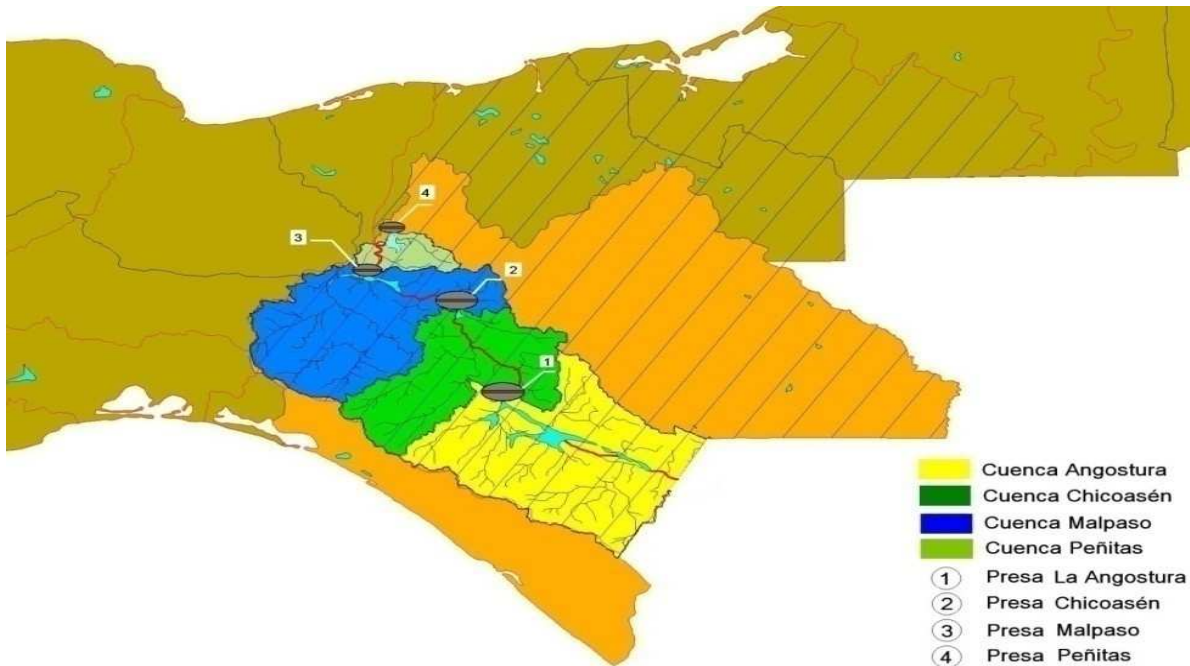 4
3
2
1
Cuenca Angostura
Cuenca Chicoasén
Cuenca Malpaso
Cuenca Peñitas
1 Presa La Angostura
2 Presa Chicoasén
3 Presa Malpaso
4 Presa Peñitas